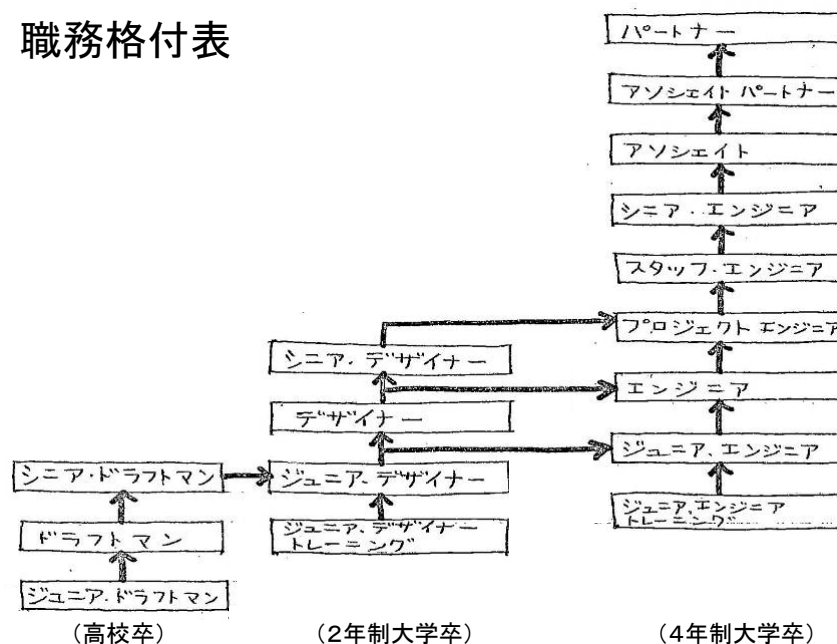 職務格付表
パートナー
アソシエイト パートナー
アソシエイト
シニア・エンジニア
スタッフ・エンジニア
プロジェクト エンジニア
シニア・デザイナー
エンジニア
デザイナー
ジュニア・エンジニア
シニア・ドラフトマン
ジュニア・デザイナー
ジュニア・エンジニア
トレーニング
ジュニア・デザイナー
トレーニング
ドラフトマン
ジュニア・ドラフトマン
(高校卒)
(2年制大学卒)
(4年制大学卒)